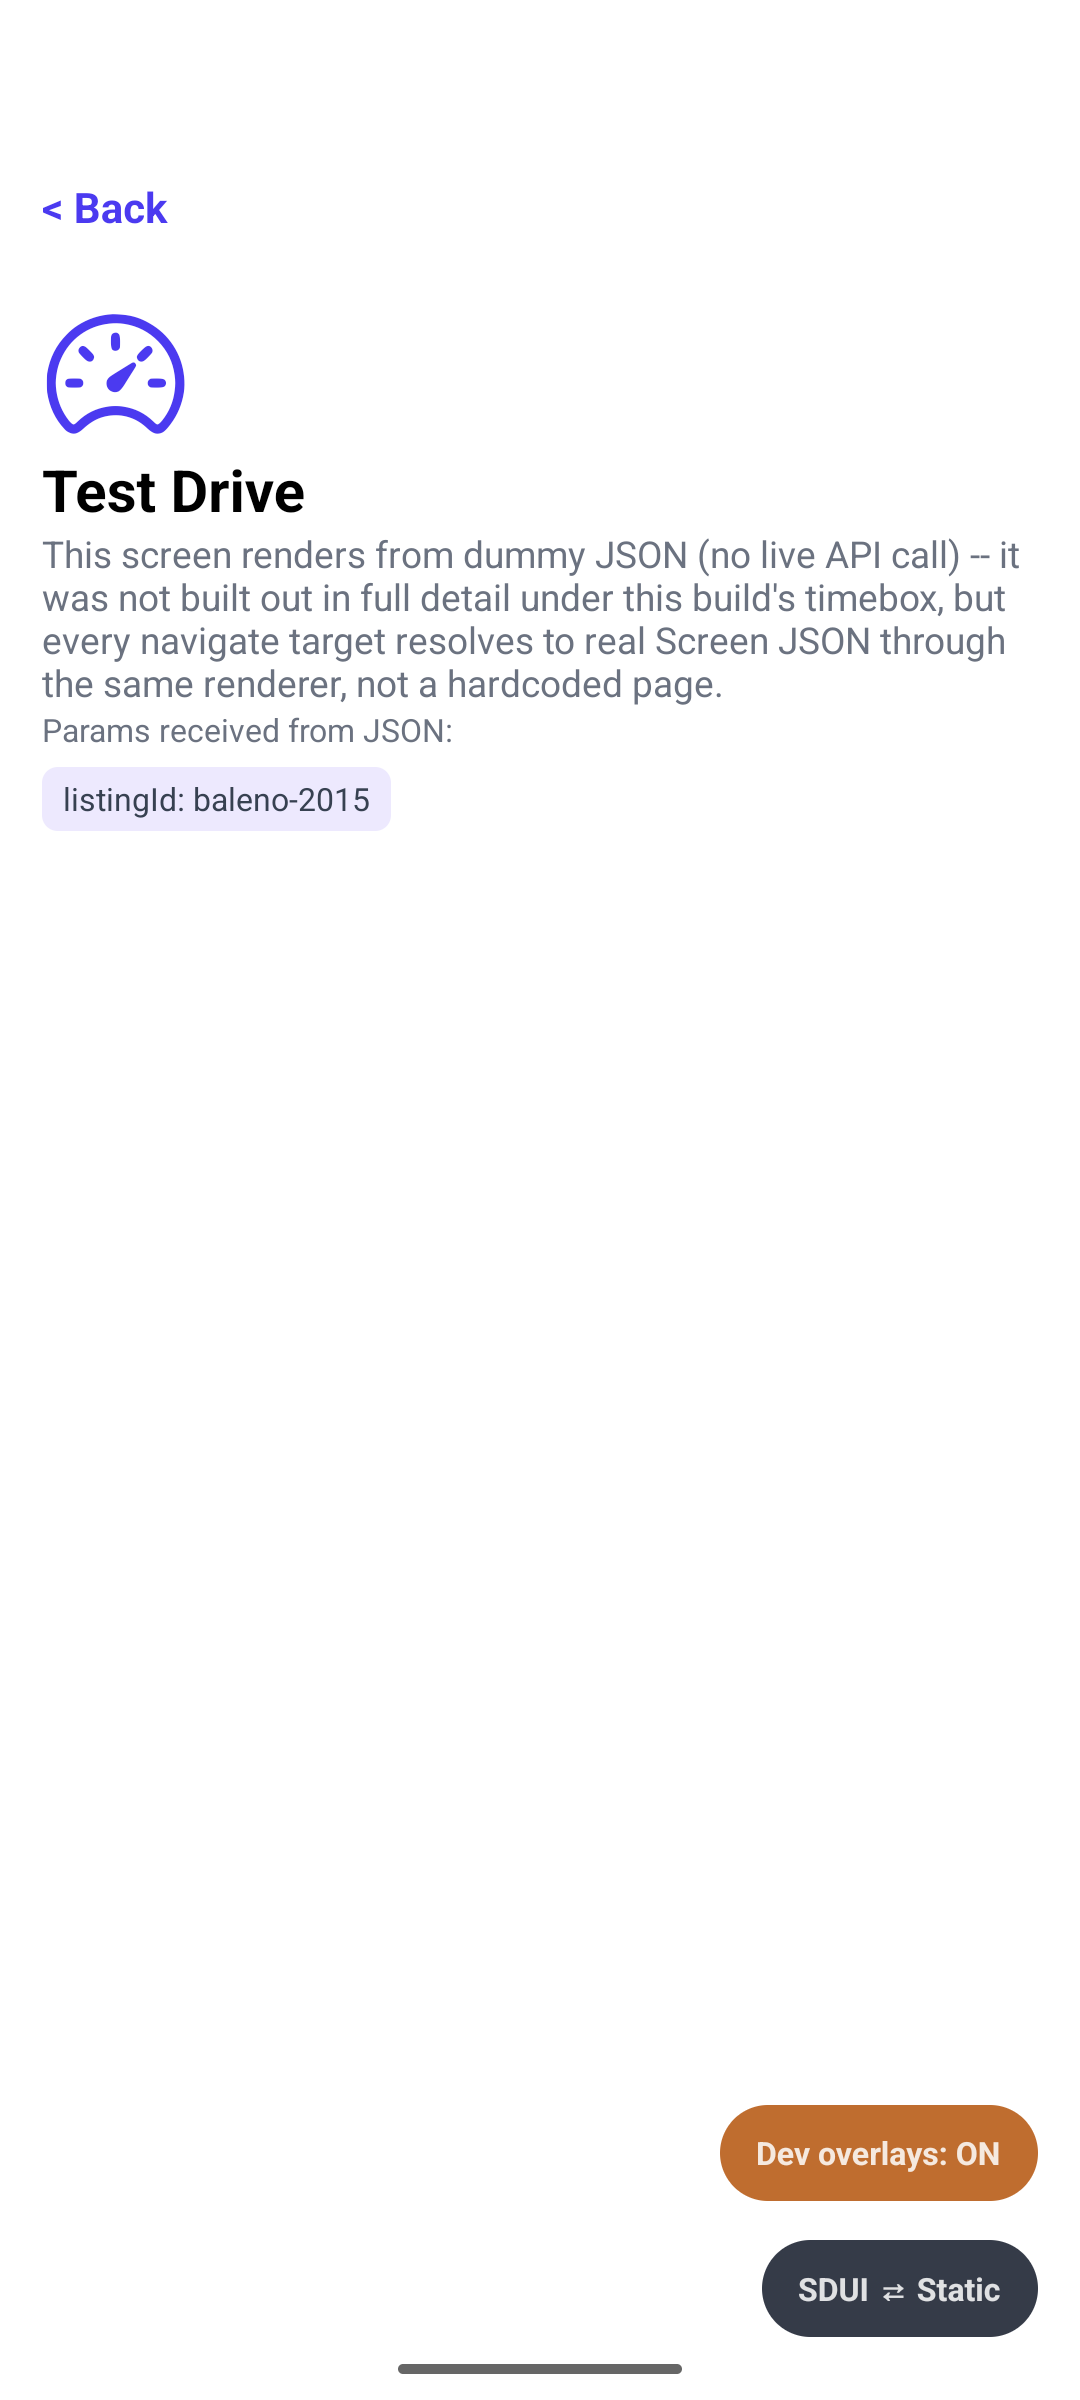 < Back
Test Drive
This screen renders from dummy JSON (no live API call) -- it
was not built out in full detail under this build's timebox, but
every navigate target resolves to real Screen JSON through
the same renderer, not a hardcoded page.
Params received from JSON:
listingId: baleno-2015
Dev overlays: ON
SDUI ⇄ Static